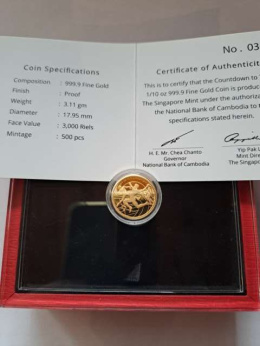 No. 03
Coin Specifications
Composition : 999.9 Fine Gold
Finish : Proof
Weight : 3.11 gm
Diameter : 17.95 mm
Face Value : 3,000 Riels
Mintage : 500 pcs
Certificate of Authenticit
This is to certify that the Countdown to
1/10 oz 999.9 Fine Gold Coin is produc
The Singapore Mint under the authoriza
the National Bank of Cambodia to t
specifications stated herein.
H. E. Mr. Chea Chanto
Governor
National Bank of Cambodia
Yip Pak L
Mint Dire
The Singap